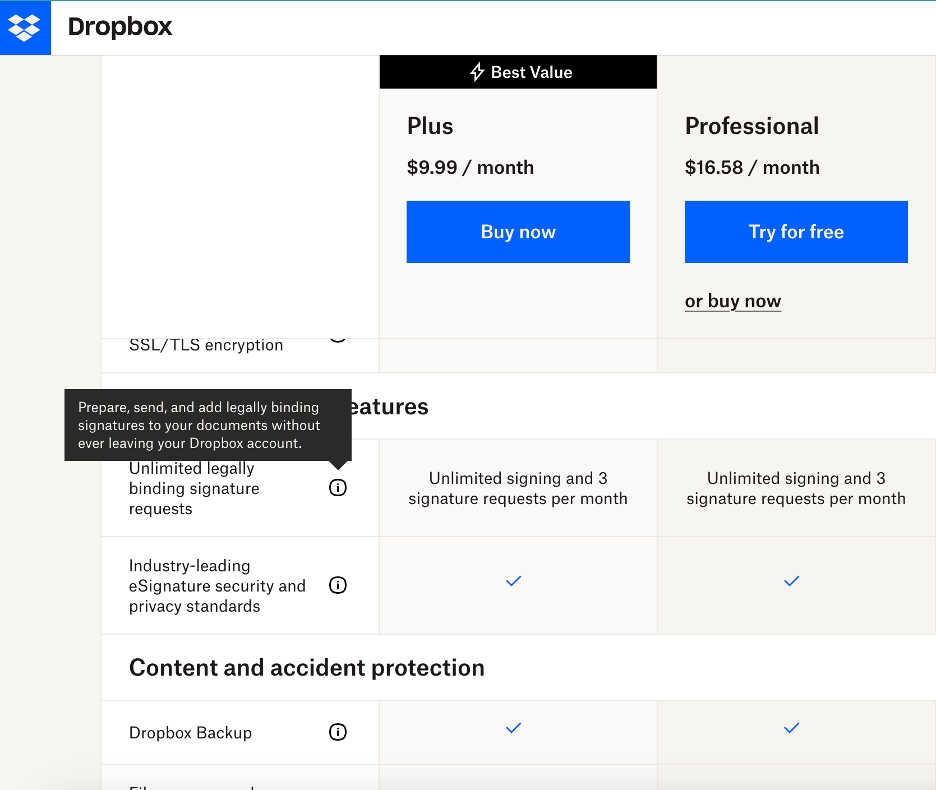 Dropbox
Best Value
Plus
Professional
$9.99 / month
$16.58 / month
Buy now
Try for free
or buy now
SSL/TLS encryption
Prepare, send, and add legally binding
signatures to your documents without
ever leaving your Dropbox account.
eatures
Unlimited legally
binding signature
requests
Unlimited signing and 3
signature requests per month
Unlimited signing and 3
signature requests per month
Industry-leading
eSignature security and
privacy standards
Content and accident protection
Dropbox Backup